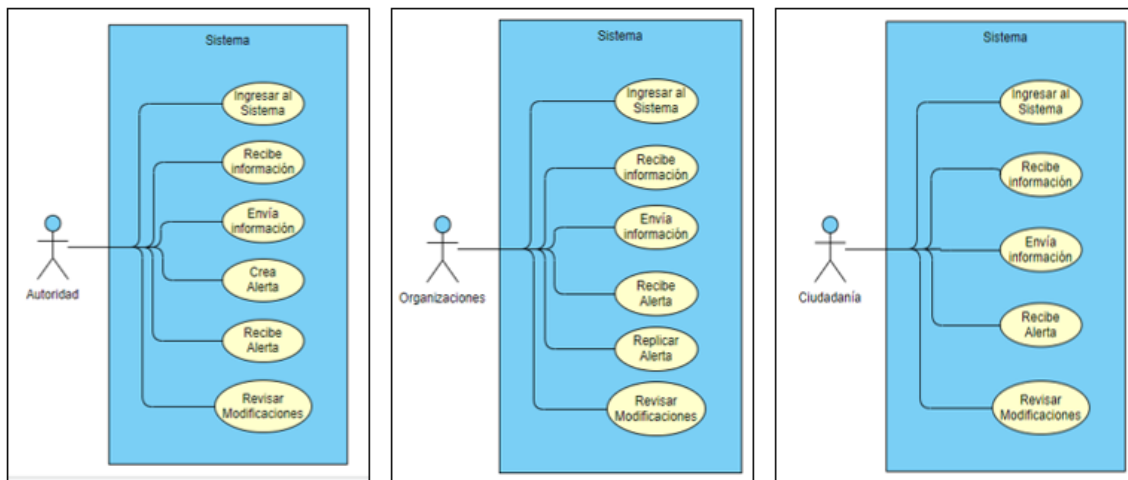 Sistema
Ingresar al
Sistema
Recibe
información
Envía
información
Crea
Alerta
Recibe
Alerta
Revisar
Modificaciones
Autoridad
Sistema
Ingresar al
Sistema
Recibe
información
Envía
información
Recibe
Alerta
Replicar
Alerta
Revisar
Modificaciones
Organizaciones
Sistema
Ingresar al
Sistema
Recibe
información
Envía
información
Recibe
Alerta
Revisar
Modificaciones
Ciudadanía